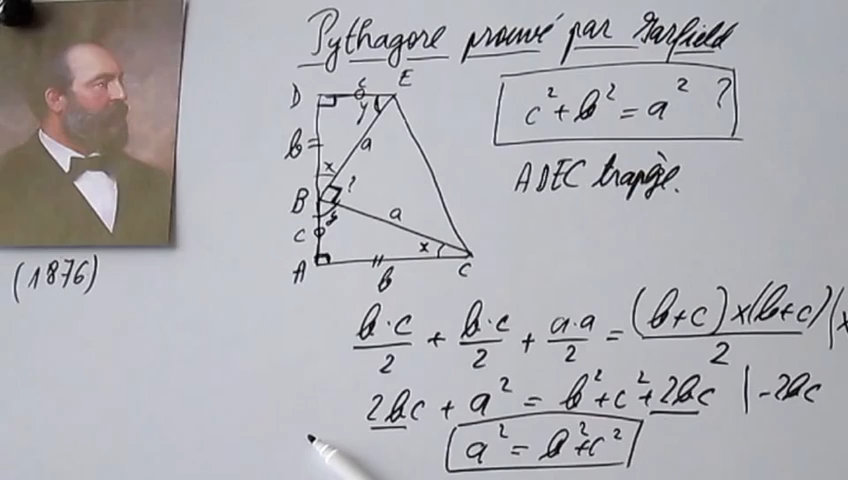 Pythagore prouvé par Garfield
c² + b² = a² ?
ADEC trapèze.
D c E
y
b a
x
B ?
y a
c
x
A b C
(1876)
b·c/2 + b·c/2 + a·a/2 = (b+c)×(b+c)/2 |×
2bc + a² = b² + c² + 2bc | -2bc
a² = b² + c²